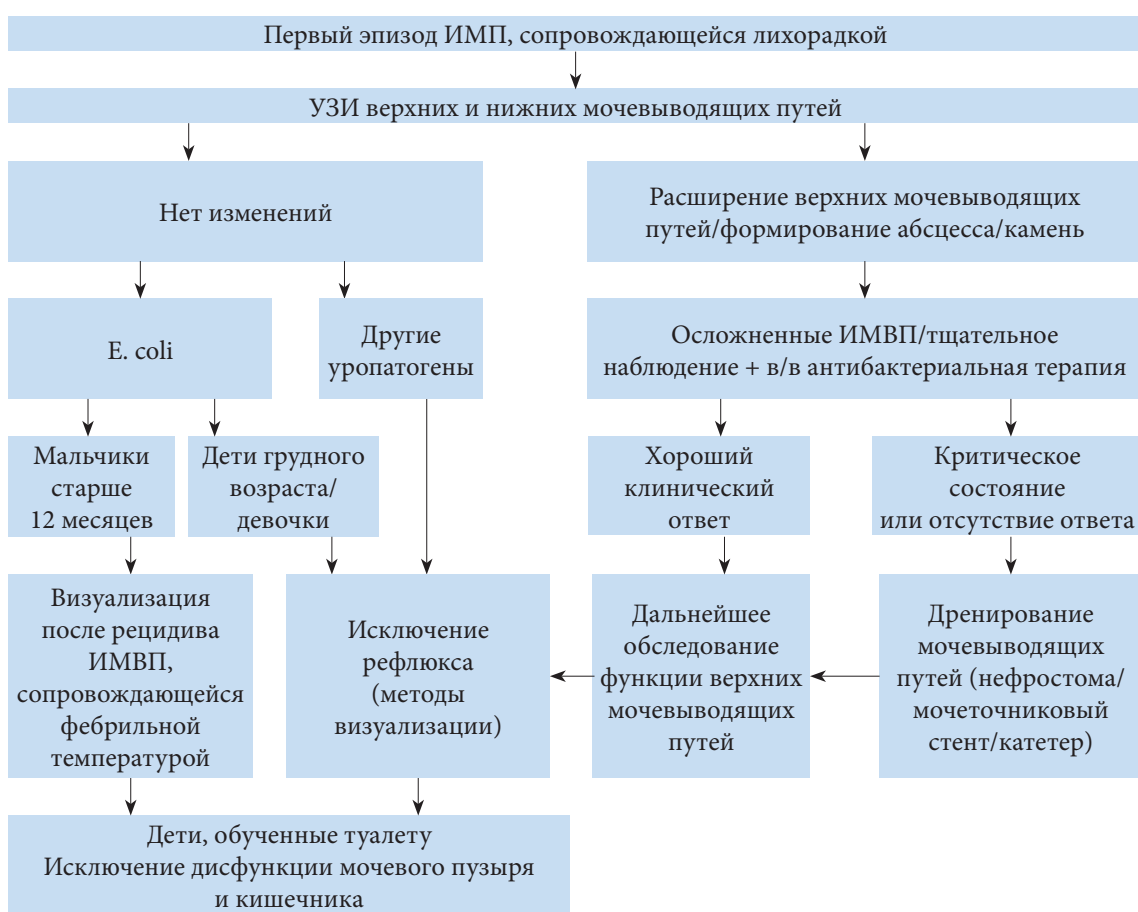 Первый эпизод ИМП, сопровождающейся лихорадкой
УЗИ верхних и нижних мочевыводящих путей
Нет изменений
Расширение верхних мочевыводящих
путей/формирование абсцесса/камень
E. coli
Другие
уропатогены
Осложненные ИМВП/тщательное
наблюдение + в/в антибактериальная терапия
Мальчики
старше
12 месяцев
Дети грудного
возраста/
девочки
Хороший
клинический
ответ
Критическое
состояние
или отсутствие ответа
Визуализация
после рецидива
ИМВП,
сопровождающейся
фебрильной
температурой
Исключение
рефлюкса
(методы
визуализации)
Дальнейшее
обследование
функции верхних
мочевыводящих
путей
Дренирование
мочевыводящих
путей (нефростома/
мочеточниковый
стент/катетер)
Дети, обученные туалету
Исключение дисфункции мочевого пузыря
и кишечника